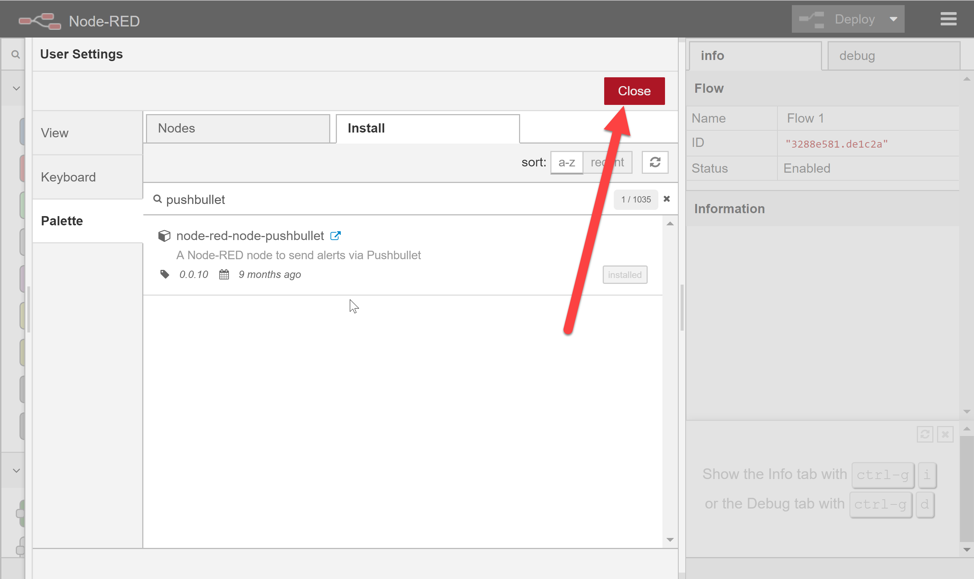 Node-RED
Deploy
User Settings
Close
View
Keyboard
Palette
Nodes
Install
sort: a-z recent
pushbullet
1 / 1035
node-red-node-pushbullet
A Node-RED node to send alerts via Pushbullet
0.0.10 9 months ago
installed
info
debug
Flow
Name Flow 1
ID "3288e581.de1c2a"
Status Enabled
Information
Show the Info tab with ctrl-g i
or the Debug tab with ctrl-g d